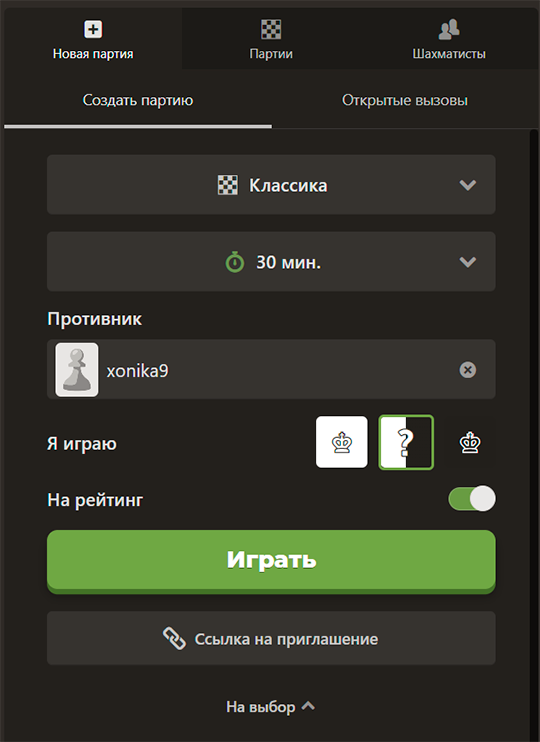 Новая партия
Партии
Шахматисты
Создать партию
Открытые вызовы
Классика
30 мин.
Противник
xonika9
Я играю
?
На рейтинг
Играть
Ссылка на приглашение
На выбор